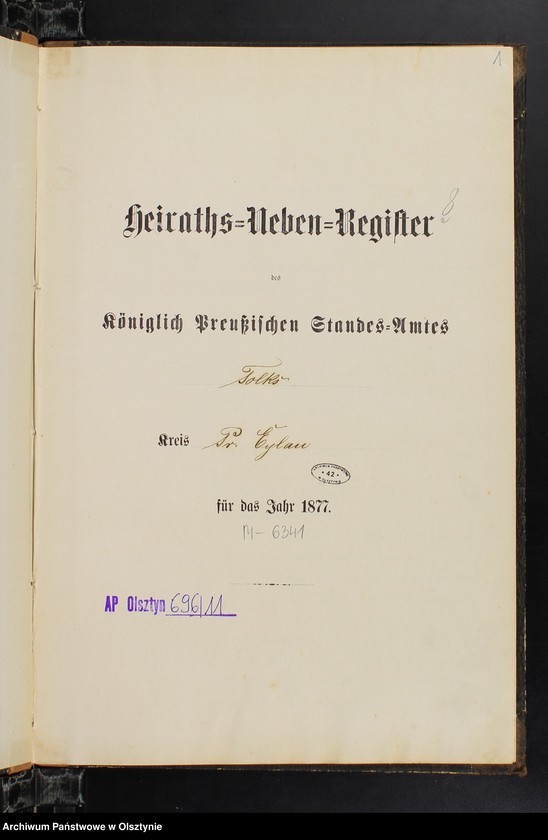 1
8
Heiraths=Neben=Register
des
Königlich Preußischen Standes=Amtes
Tolks
Kreis Pr. Eylau
42
für das Jahr 1877.
M- 6341
AP Olsztyn 696/11
Archiwum Państwowe w Olsztynie